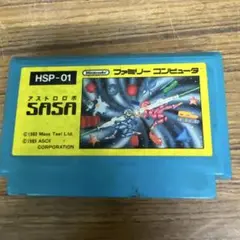 HSP-01
Nintendo
ファミリー コンピュータ
アストロロボ
SASA
©1983 Mass Tael Ltd.
©1985 ASCII
CORPORATION